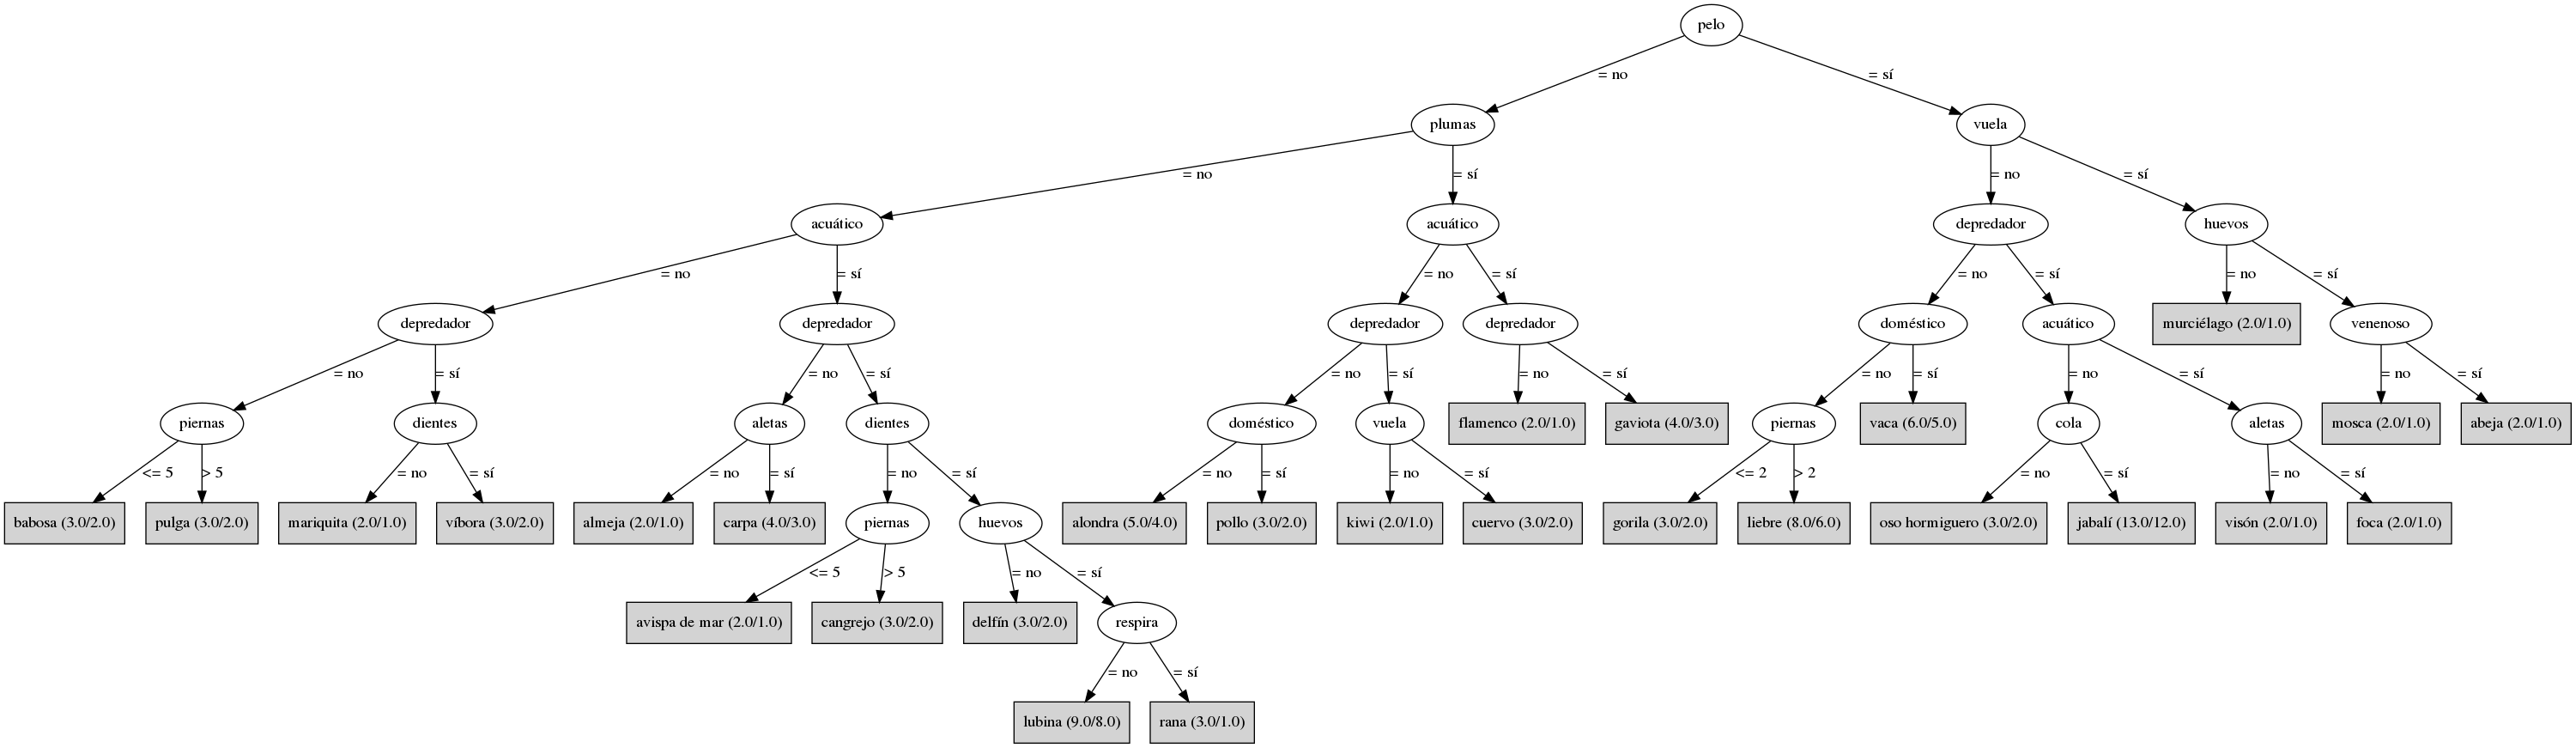 pelo
= no
= sí
plumas
vuela
= no
= sí
= no
= sí
acuático
acuático
depredador
huevos
= no
= sí
= no
= sí
= no
= sí
= no
= sí
depredador
depredador
depredador
depredador
doméstico
acuático
murciélago (2.0/1.0)
venenoso
= no
= sí
= no
= sí
= no
= sí
= no
= sí
= no
= sí
= no
= sí
= no
= sí
piernas
dientes
aletas
dientes
doméstico
vuela
flamenco (2.0/1.0)
gaviota (4.0/3.0)
piernas
vaca (6.0/5.0)
cola
aletas
mosca (2.0/1.0)
abeja (2.0/1.0)
<= 5
> 5
= no
= sí
= no
= sí
= no
= sí
= no
= sí
= no
= sí
<= 2
> 2
= no
= sí
= no
= sí
babosa (3.0/2.0)
pulga (3.0/2.0)
mariquita (2.0/1.0)
víbora (3.0/2.0)
almeja (2.0/1.0)
carpa (4.0/3.0)
piernas
huevos
alondra (5.0/4.0)
pollo (3.0/2.0)
kiwi (2.0/1.0)
cuervo (3.0/2.0)
gorila (3.0/2.0)
liebre (8.0/6.0)
oso hormiguero (3.0/2.0)
jabalí (13.0/12.0)
visón (2.0/1.0)
foca (2.0/1.0)
<= 5
> 5
= no
= sí
avispa de mar (2.0/1.0)
cangrejo (3.0/2.0)
delfín (3.0/2.0)
respira
= no
= sí
lubina (9.0/8.0)
rana (3.0/1.0)